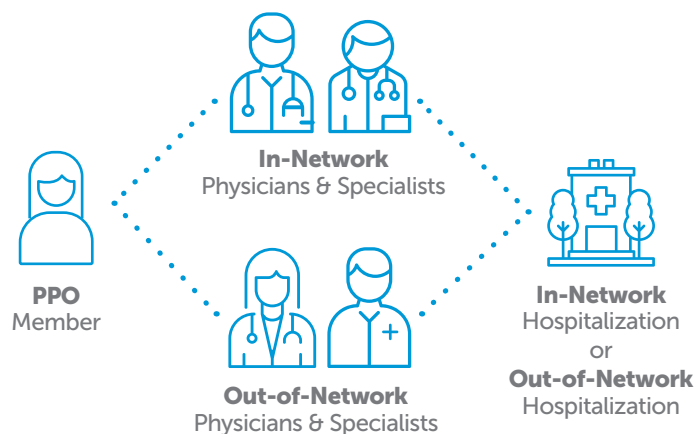 In-Network
Physicians & Specialists
PPO
Member
Out-of-Network
Physicians & Specialists
In-Network
Hospitalization
or
Out-of-Network
Hospitalization